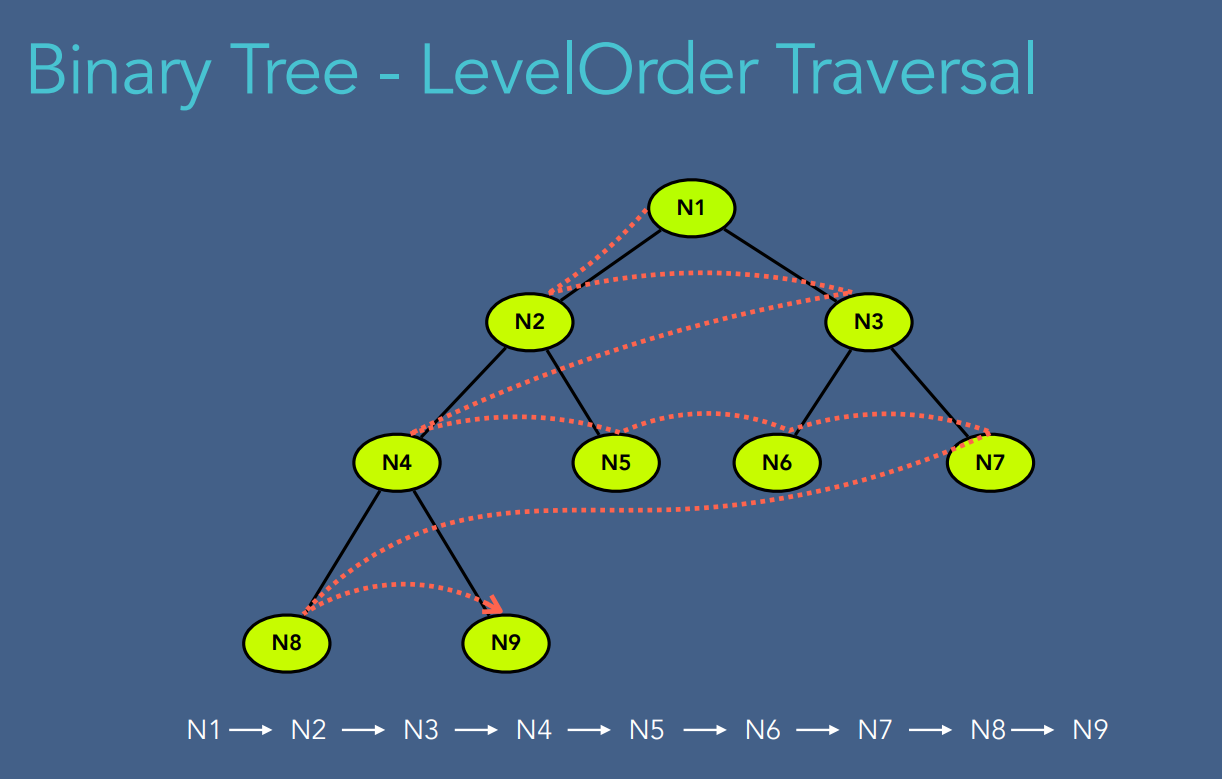 Binary Tree - LevelOrder Traversal
N1
N2 N3
N4 N5 N6 N7
N8 N9
N1 N2 N3 N4 N5 N6 N7 N8 N9